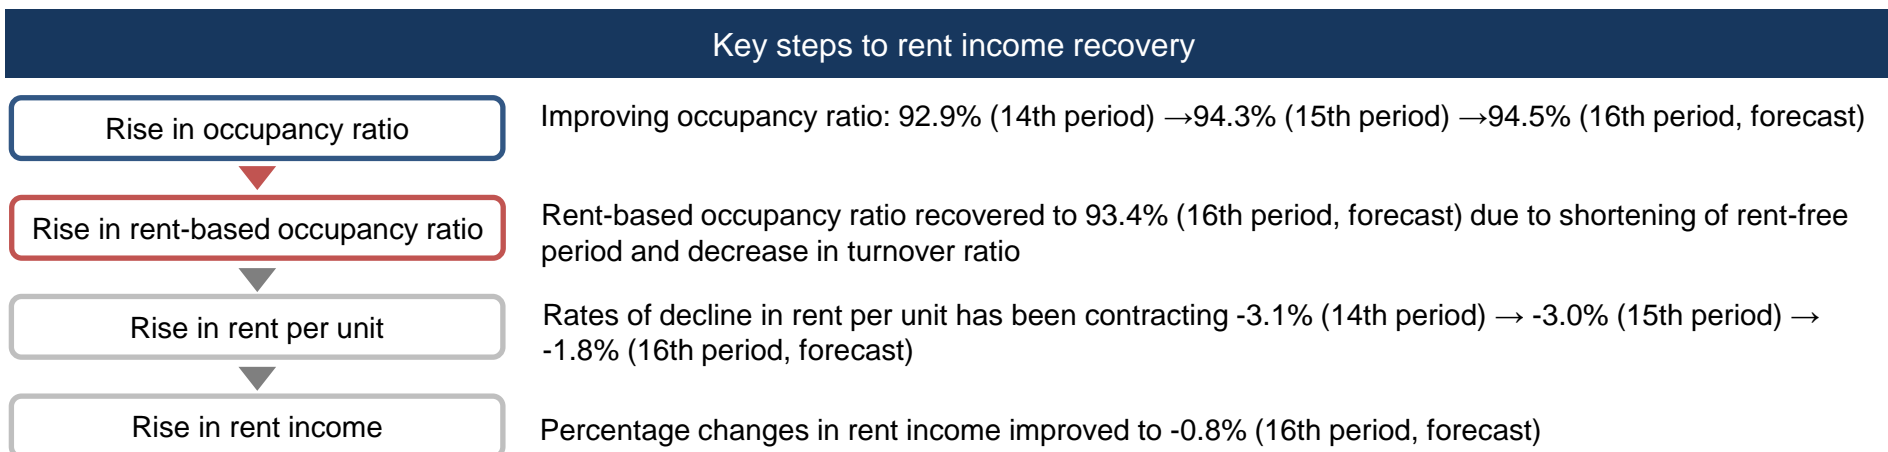 Key steps to rent income recovery
Rise in occupancy ratio
Improving occupancy ratio: 92.9% (14th period) →94.3% (15th period) →94.5% (16th period, forecast)
Rise in rent-based occupancy ratio
Rent-based occupancy ratio recovered to 93.4% (16th period, forecast) due to shortening of rent-free
period and decrease in turnover ratio
Rise in rent per unit
Rates of decline in rent per unit has been contracting -3.1% (14th period) → -3.0% (15th period) →
-1.8% (16th period, forecast)
Rise in rent income
Percentage changes in rent income improved to -0.8% (16th period, forecast)